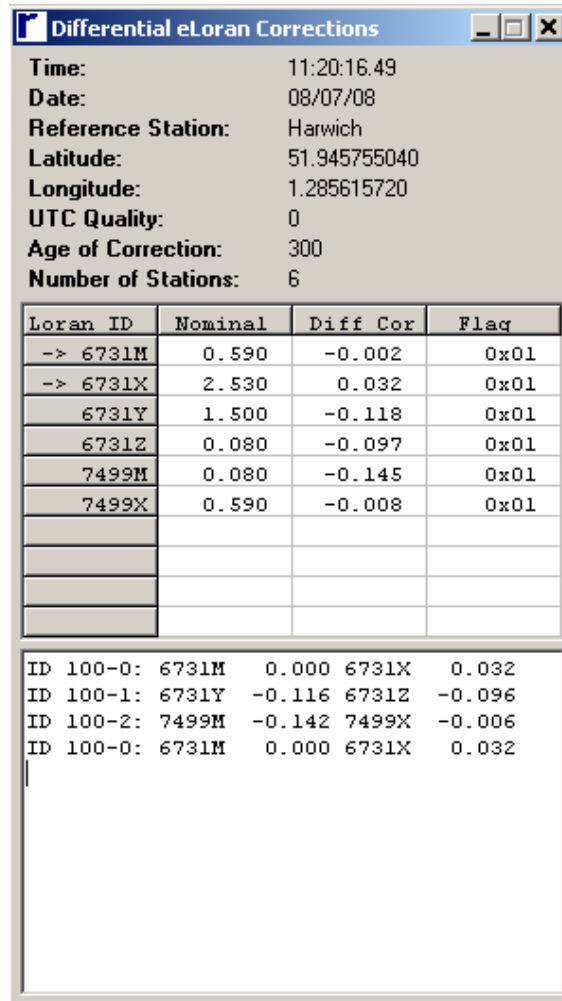 Differential eLoran Corrections
Time: 11:20:16.49
Date: 08/07/08
Reference Station: Harwich
Latitude: 51.945755040
Longitude: 1.285615720
UTC Quality: 0
Age of Correction: 300
Number of Stations: 6
Loran ID Nominal Diff Cor Flag
-> 6731M 0.590 -0.002 0x01
-> 6731X 2.530 0.032 0x01
6731Y 1.500 -0.118 0x01
6731Z 0.080 -0.097 0x01
7499M 0.080 -0.145 0x01
7499X 0.590 -0.008 0x01
ID 100-0: 6731M 0.000 6731X 0.032
ID 100-1: 6731Y -0.116 6731Z -0.096
ID 100-2: 7499M -0.142 7499X -0.006
ID 100-0: 6731M 0.000 6731X 0.032